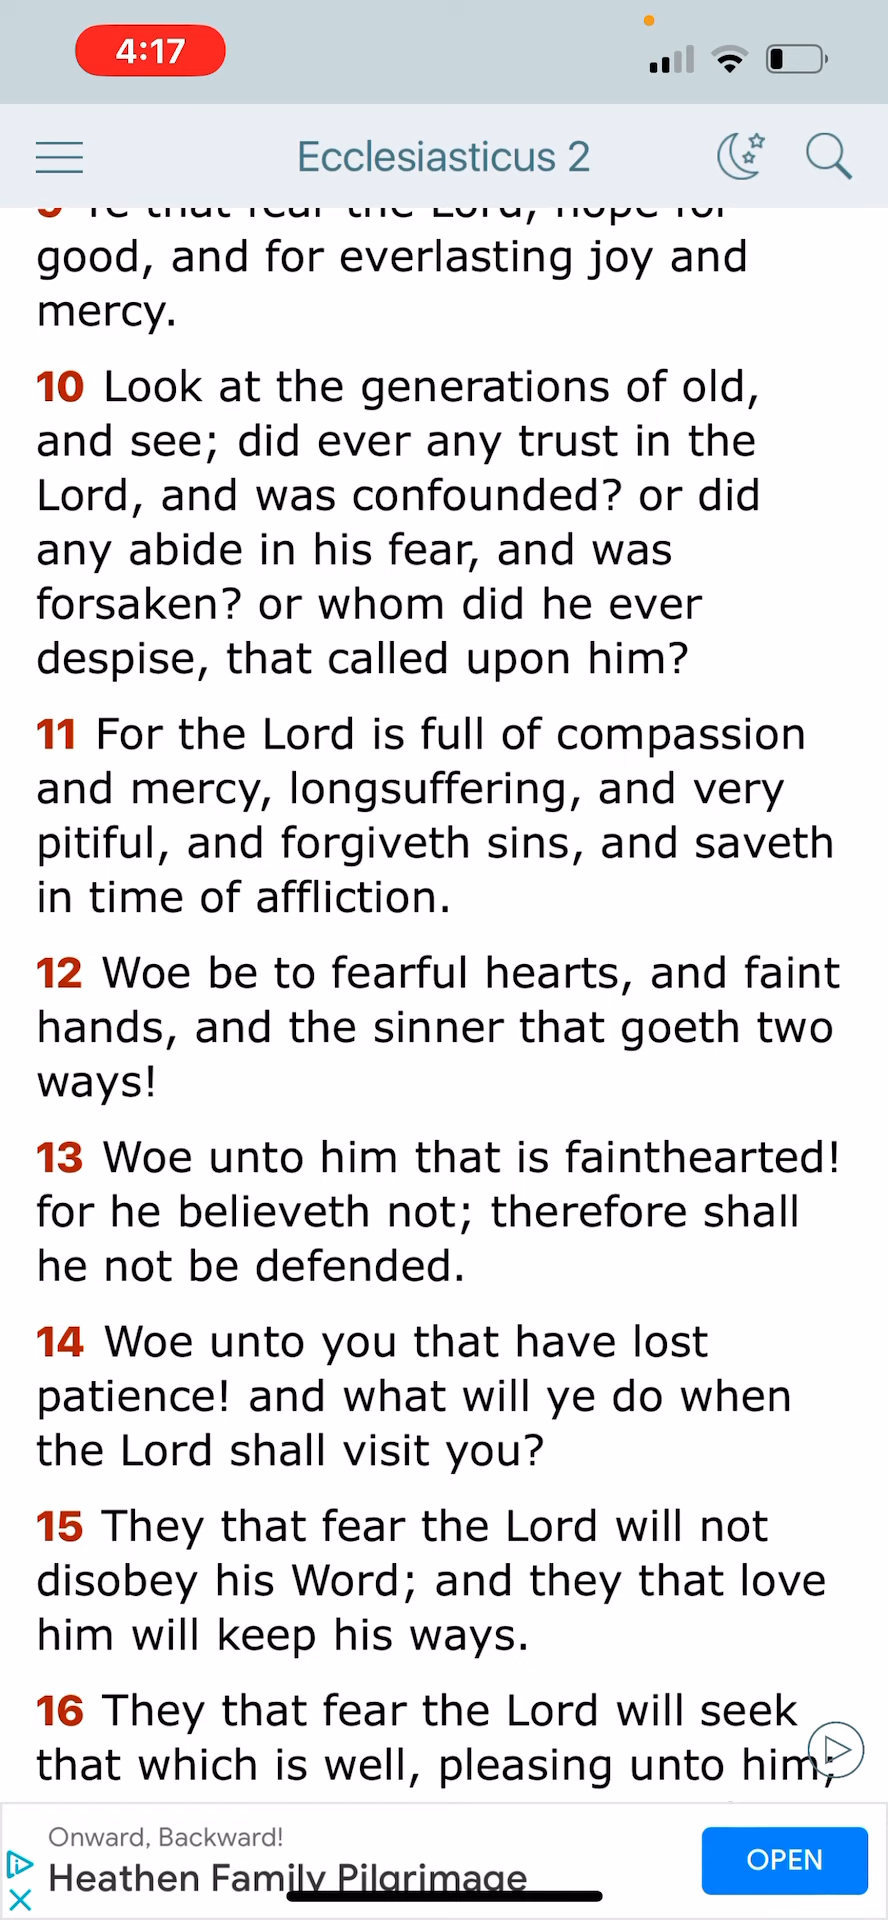 4:17
Ecclesiasticus 2
9 Ye that fear the Lord, hope for
good, and for everlasting joy and
mercy.
10 Look at the generations of old,
and see; did ever any trust in the
Lord, and was confounded? or did
any abide in his fear, and was
forsaken? or whom did he ever
despise, that called upon him?
11 For the Lord is full of compassion
and mercy, longsuffering, and very
pitiful, and forgiveth sins, and saveth
in time of affliction.
12 Woe be to fearful hearts, and faint
hands, and the sinner that goeth two
ways!
13 Woe unto him that is fainthearted!
for he believeth not; therefore shall
he not be defended.
14 Woe unto you that have lost
patience! and what will ye do when
the Lord shall visit you?
15 They that fear the Lord will not
disobey his Word; and they that love
him will keep his ways.
16 They that fear the Lord will seek
that which is well, pleasing unto him;
Onward, Backward!
Heathen Family Pilgrimage
OPEN